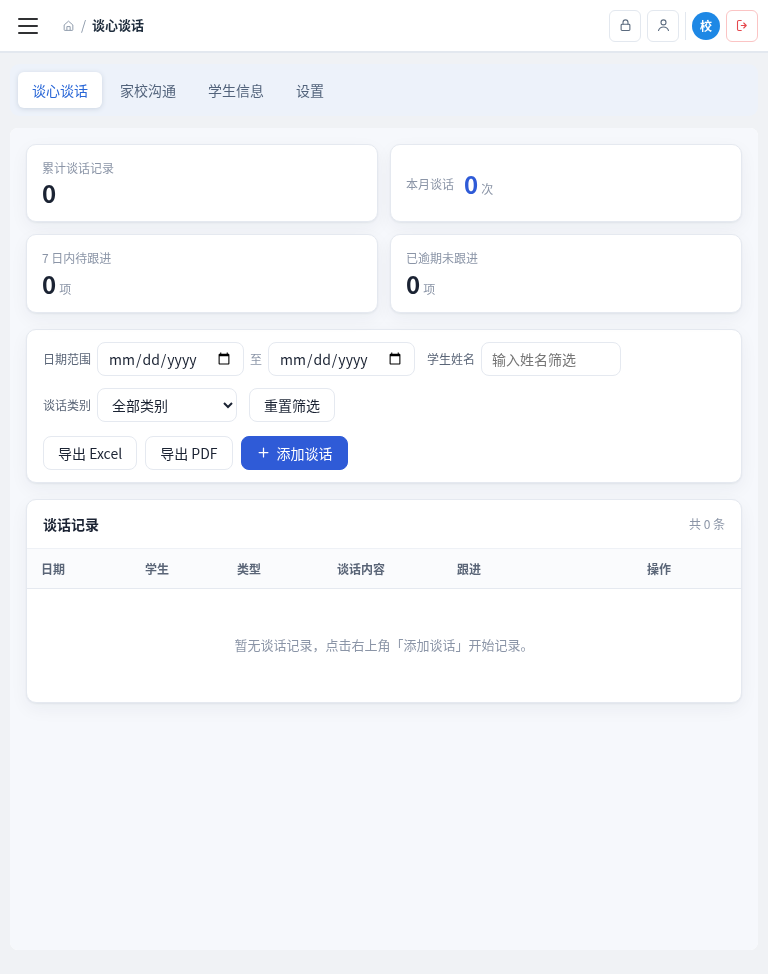 / 谈心谈话
校
谈心谈话 家校沟通 学生信息 设置
累计谈话记录
0
本月谈话 0 次
7 日内待跟进
0 项
已逾期未跟进
0 项
日期范围 mm/dd/yyyy 至 mm/dd/yyyy 学生姓名 输入姓名筛选
谈话类别 全部类别 重置筛选
导出 Excel 导出 PDF + 添加谈话
谈话记录 共 0 条
日期 学生 类型 谈话内容 跟进 操作
暂无谈话记录，点击右上角「添加谈话」开始记录。